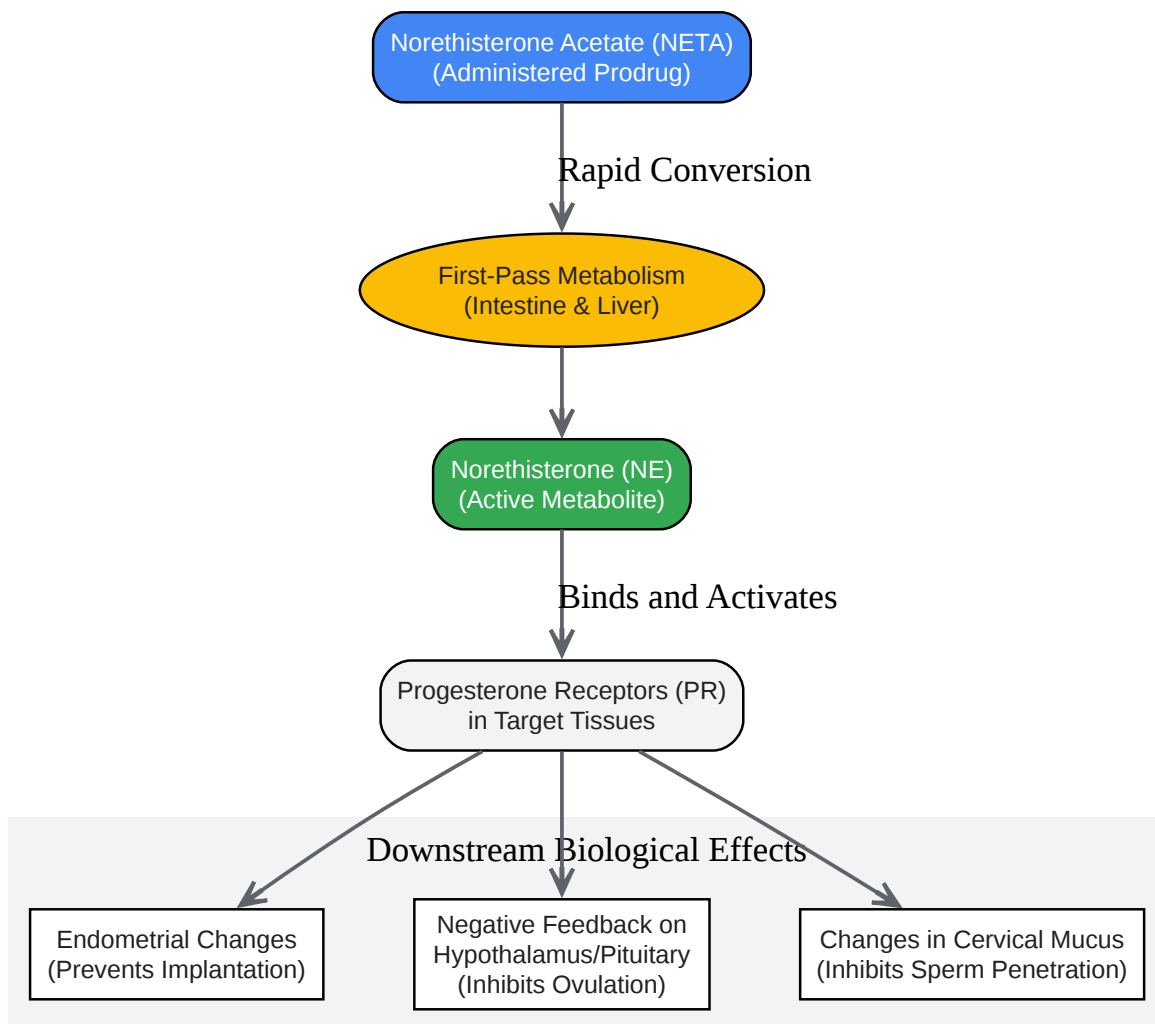 Norethisterone Acetate (NETA)
(Administered Prodrug)
Rapid Conversion
First-Pass Metabolism
(Intestine & Liver)
Norethisterone (NE)
(Active Metabolite)
Binds and Activates
Progesterone Receptors (PR)
in Target Tissues
Downstream Biological Effects
Endometrial Changes
(Prevents Implantation)
Negative Feedback on
Hypothalamus/Pituitary
(Inhibits Ovulation)
Changes in Cervical Mucus
(Inhibits Sperm Penetration)